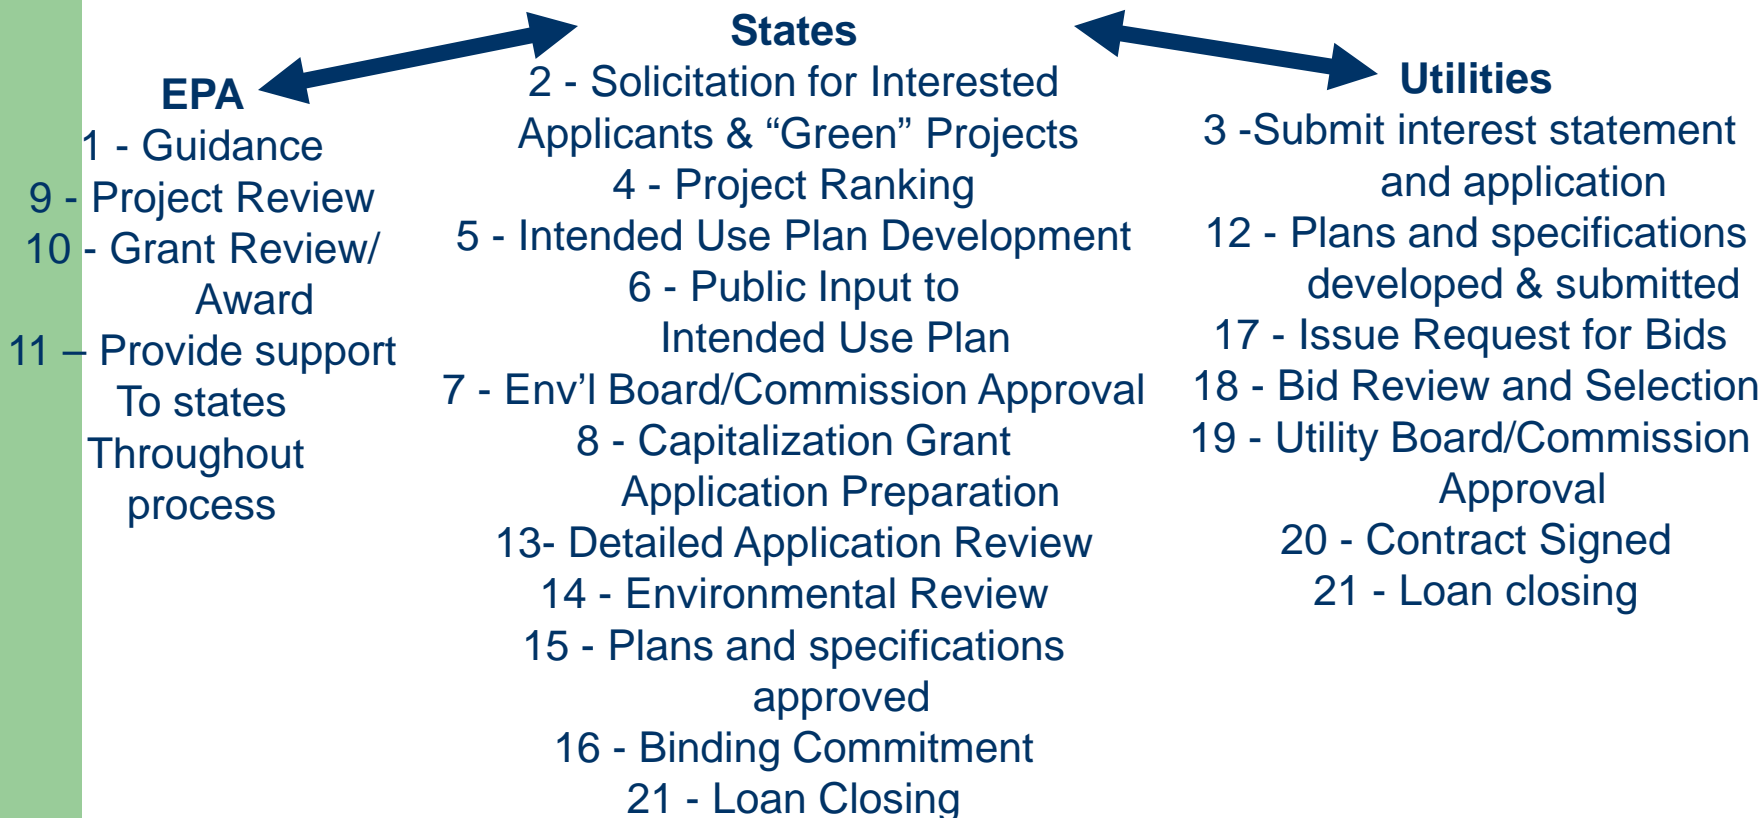 EPA
1 - Guidance
9 - Project Review
10 - Grant Review/
Award
11 – Provide support
To states
Throughout
process
States
2 - Solicitation for Interested
Applicants & “Green” Projects
4 - Project Ranking
5 - Intended Use Plan Development
6 - Public Input to
Intended Use Plan
7 - Env’l Board/Commission Approval
8 - Capitalization Grant
Application Preparation
13- Detailed Application Review
14 - Environmental Review
15 - Plans and specifications
approved
16 - Binding Commitment
21 - Loan Closing
Utilities
3 -Submit interest statement
and application
12 - Plans and specifications
developed & submitted
17 - Issue Request for Bids
18 - Bid Review and Selection
19 - Utility Board/Commission
Approval
20 - Contract Signed
21 - Loan closing